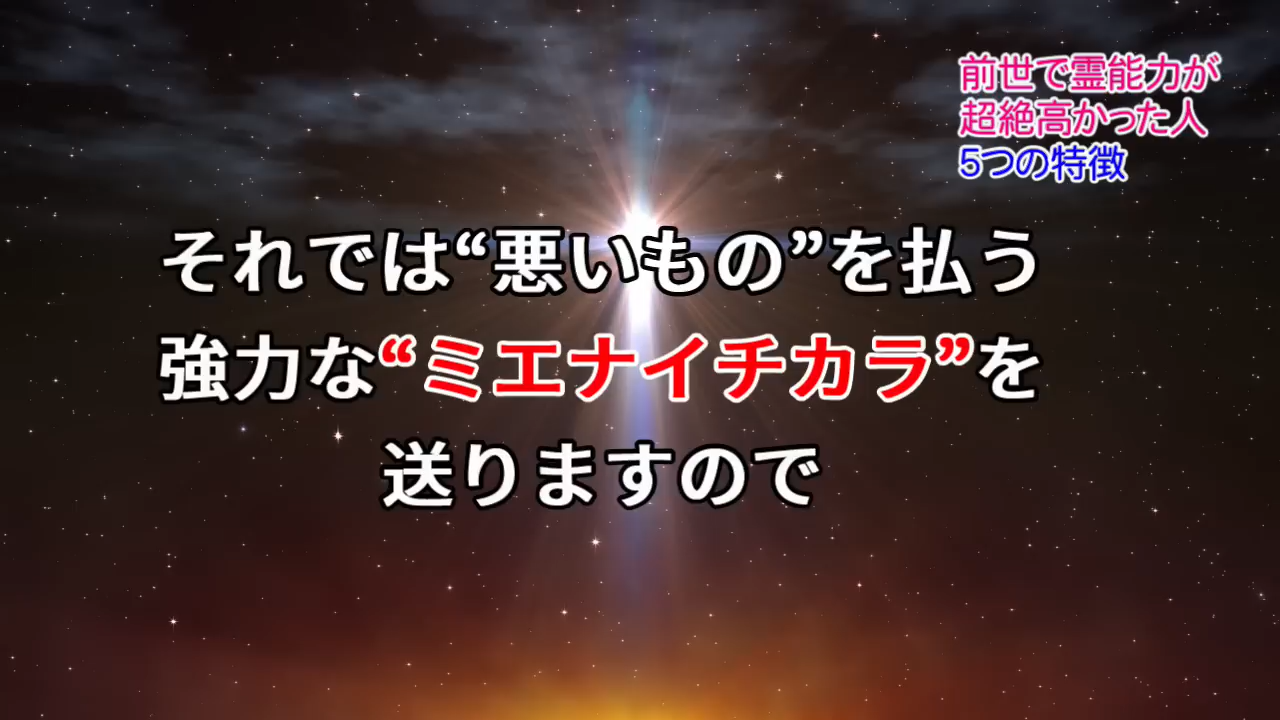 前世で霊能力が
超絶高かった人
5つの特徴
それでは“悪いもの”を払う
強力な“ミエナイチカラ”を
送りますので